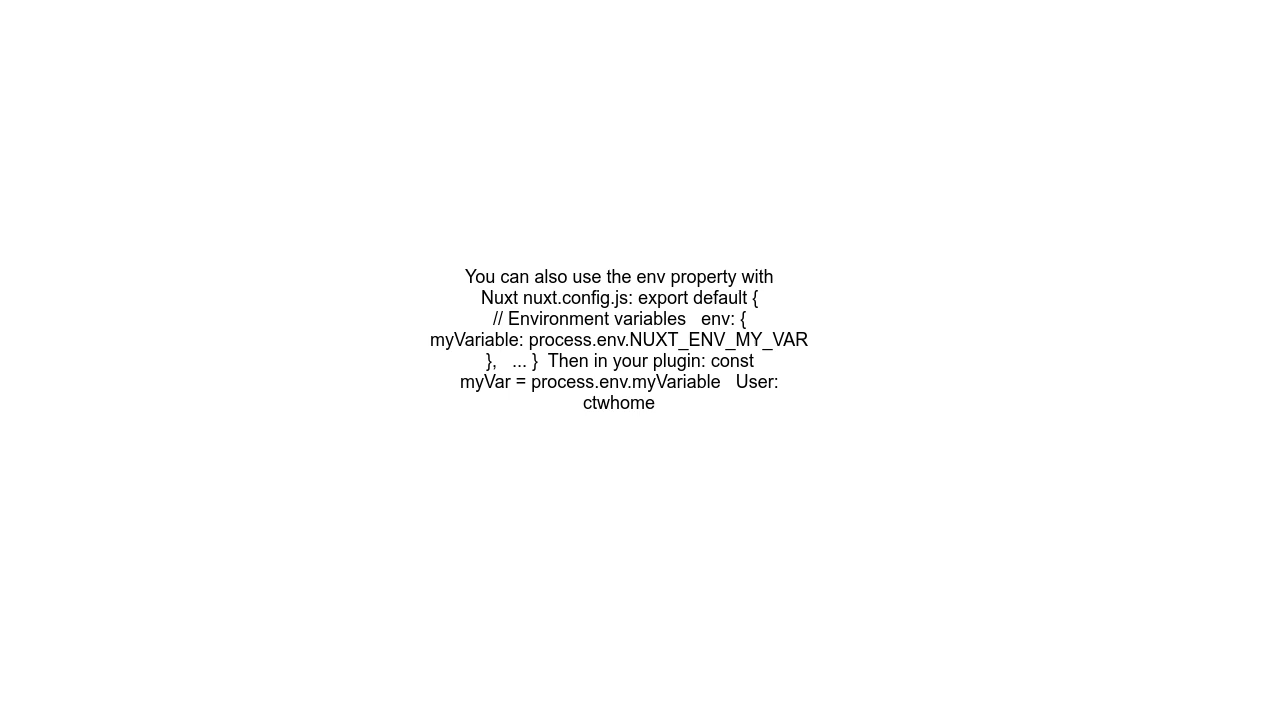 You can also use the env property with
Nuxt nuxt.config.js: export default {
// Environment variables   env: {
myVariable: process.env.NUXT_ENV_MY_VAR
},   ... }  Then in your plugin: const
myVar = process.env.myVariable   User:
ctwhome